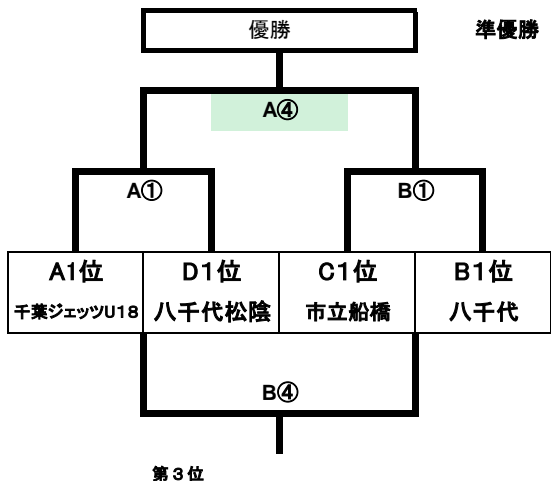 優勝
準優勝
A④
A①
B①
A1位
D1位
C1位
B1位
千葉ジェッツU18
八千代松陰
市立船橋
八千代
B④
第３位